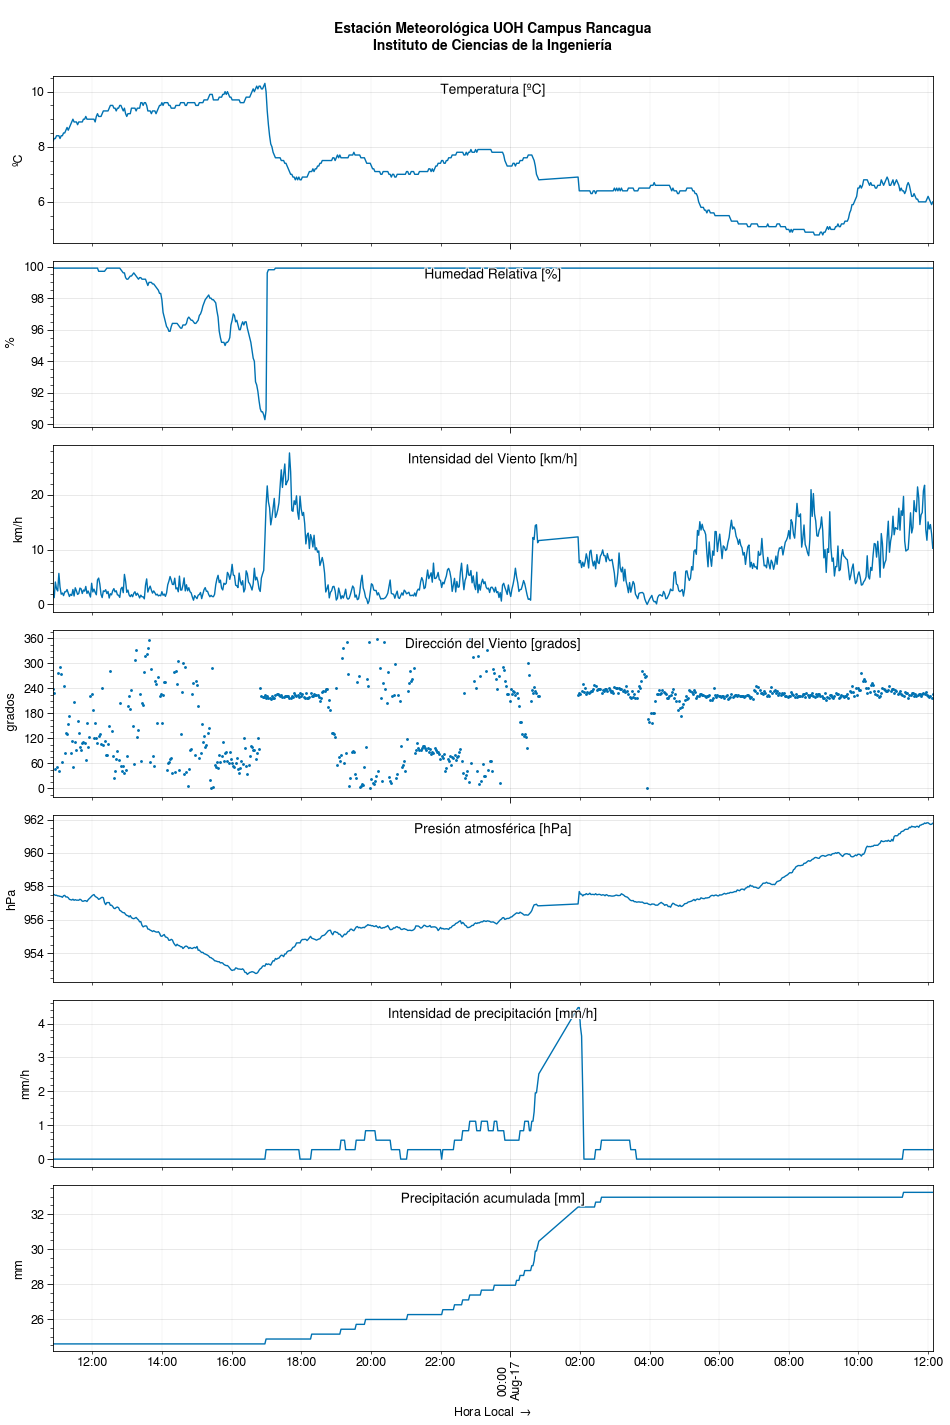 Estación Meteorológica UOH Campus Rancagua
Instituto de Ciencias de la Ingeniería
Temperatura [ºC]
ºC
10
8
6
Humedad Relativa [%]
%
100
98
96
94
92
90
Intensidad del Viento [km/h]
km/h
20
10
0
Dirección del Viento [grados]
grados
360
300
240
180
120
60
0
Presión atmosférica [hPa]
hPa
962
960
958
956
954
Intensidad de precipitación [mm/h]
mm/h
4
3
2
1
0
Precipitación acumulada [mm]
mm
32
30
28
26
12:00 14:00 16:00 18:00 20:00 22:00 00:00 02:00 04:00 06:00 08:00 10:00 12:00
Aug-17
Hora Local →